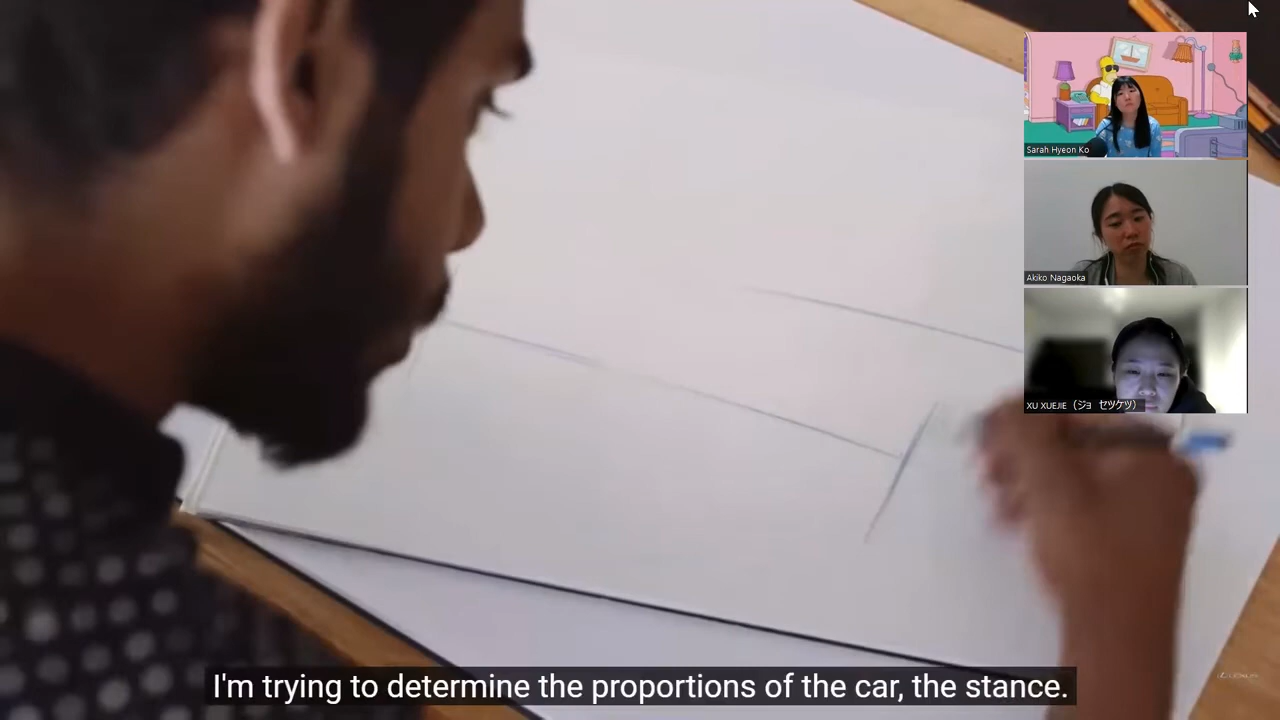 Sarah Hyeon Ko
Akiko Nagaoka
XU XUEJIE（ジョ　セツケツ）
LEXUS
I'm trying to determine the proportions of the car, the stance.